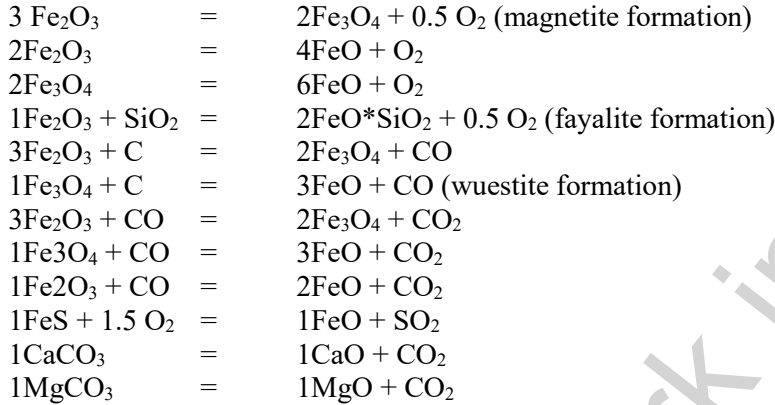 3 Fe₂O₃ = 2Fe₃O₄ + 0.5 O₂ (magnetite formation)
2Fe₂O₃ = 4FeO + O₂
2Fe₃O₄ = 6FeO + O₂
1Fe₂O₃ + SiO₂ = 2FeO*SiO₂ + 0.5 O₂ (fayalite formation)
3Fe₂O₃ + C = 2Fe₃O₄ + CO
1Fe₃O₄ + C = 3FeO + CO (wuestite formation)
3Fe₂O₃ + CO = 2Fe₃O₄ + CO₂
1Fe3O₄ + CO = 3FeO + CO₂
1Fe2O₃ + CO = 2FeO + CO₂
1FeS + 1.5 O₂ = 1FeO + SO₂
1CaCO₃ = 1CaO + CO₂
1MgCO₃ = 1MgO + CO₂